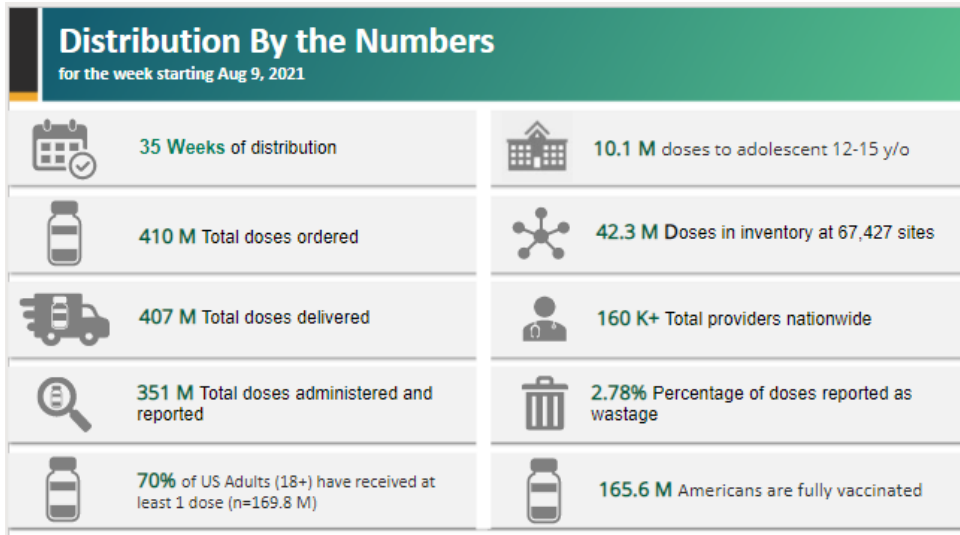 Distribution By the Numbers
for the week starting Aug 9, 2021
35 Weeks of distribution
410 M Total doses ordered
407 M Total doses delivered
351 M Total doses administered and
reported
70% of US Adults (18+) have received at
least 1 dose (n=169.8 M)
10.1 M doses to adolescent 12-15 y/o
42.3 M Doses in inventory at 67,427 sites
160 K+ Total providers nationwide
2.78% Percentage of doses reported as
wastage
165.6 M Americans are fully vaccinated